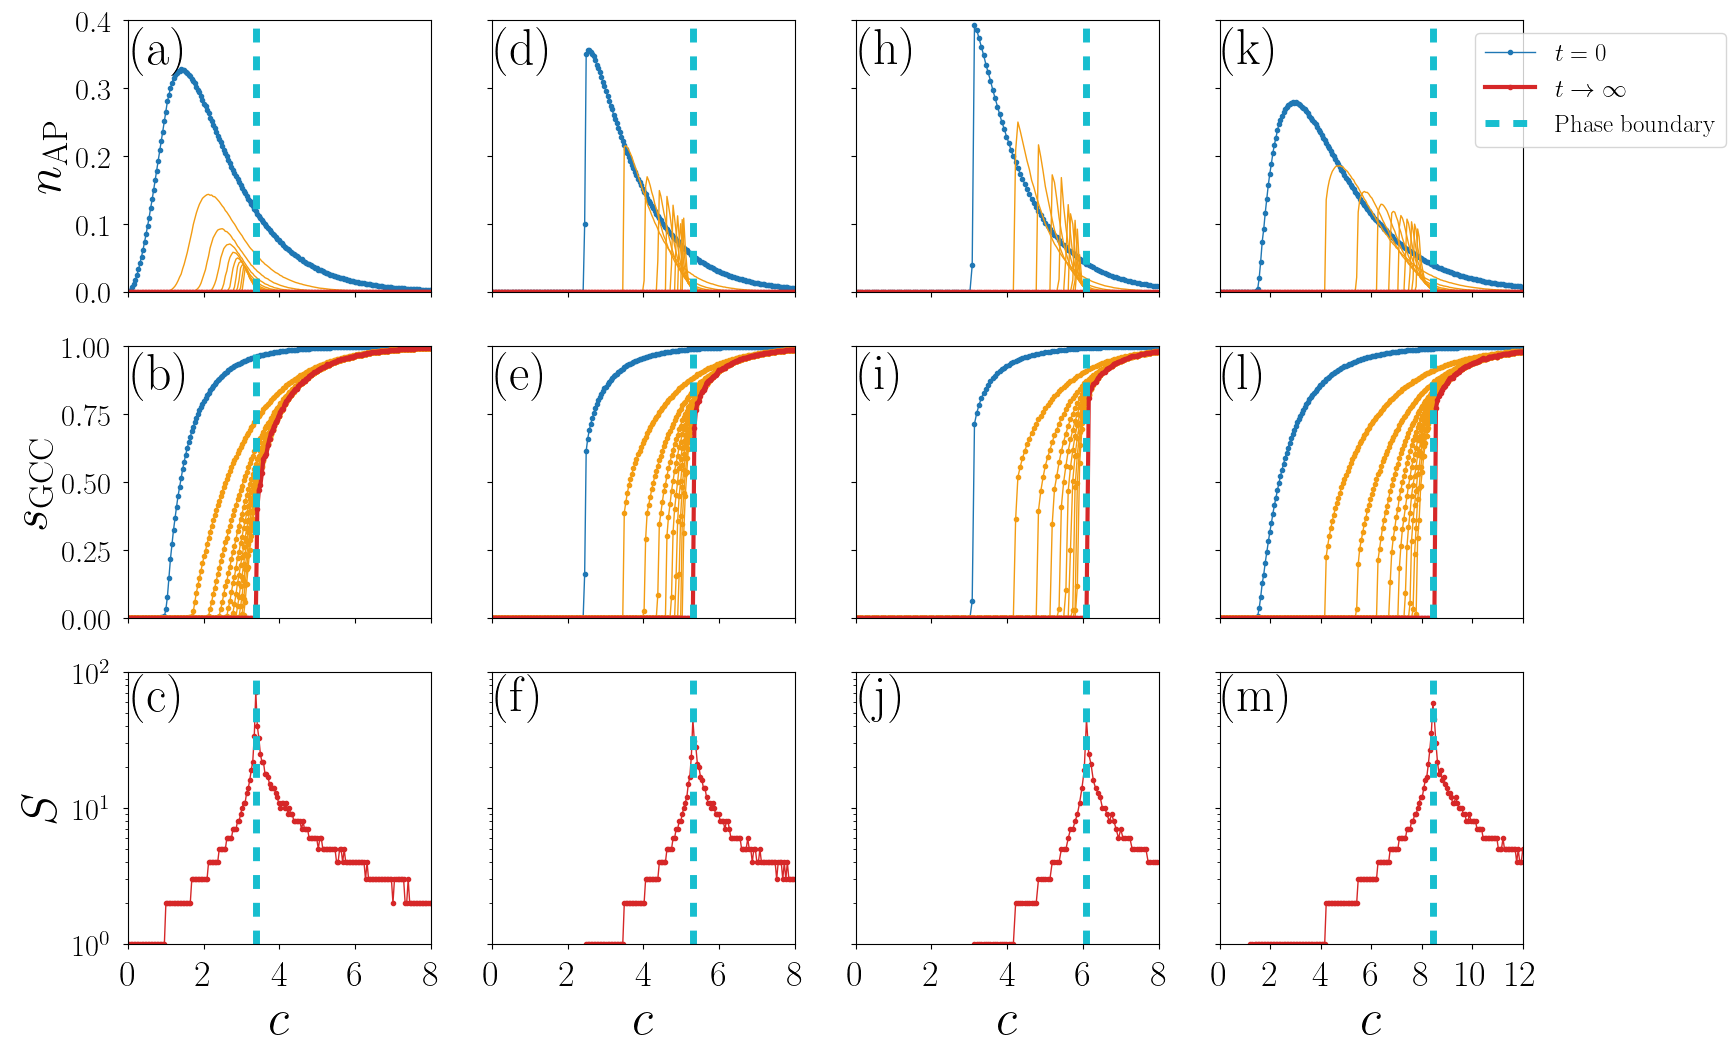 (a) (d) (h) (k)
t = 0
t → ∞
Phase boundary
n_AP
0.4
0.3
0.2
0.1
0.0
(b) (e) (i) (l)
s_GCC
1.00
0.75
0.50
0.25
0.00
(c) (f) (j) (m)
S
10^2
10^1
10^0
0 2 4 6 8 0 2 4 6 8 0 2 4 6 8 0 2 4 6 8 10 12
c c c c